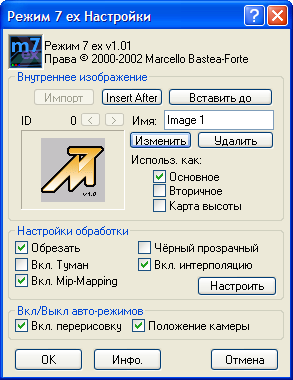 Режим 7 ex Настройки
m7
ex
Режим 7 ex v1.01
Права © 2000-2002 Marcello Bastea-Forte
Внутреннее изображение
Импорт Insert After Вставить до
ID 0 < > Имя: Image 1
Изменить Удалить
Использ. как:
Основное
Вторичное
Карта высоты
v1.0
Настройки обработки
Обрезать Чёрный прозрачный
Вкл. Туман Вкл. интерполяцию
Вкл. Mip-Mapping Настроить
Вкл/Выкл авто-режимов
Вкл. перерисовку Положение камеры
OK Инфо. Отмена